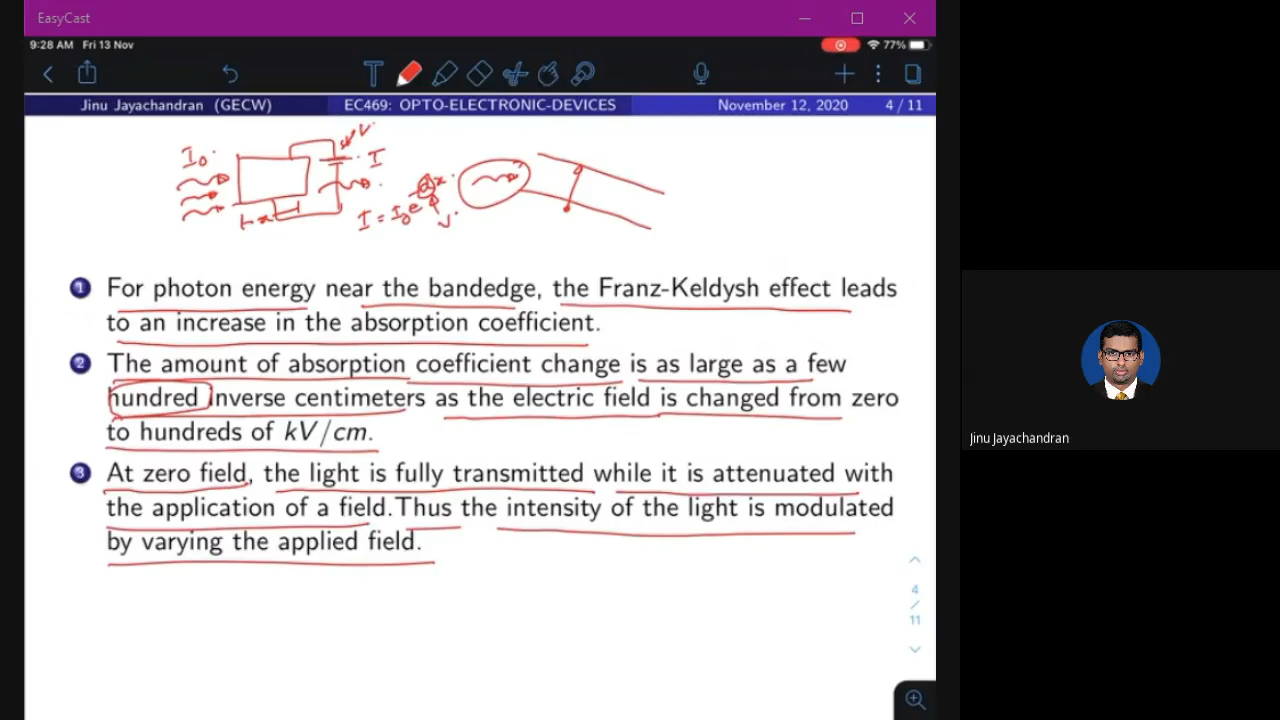 EasyCast
9:28 AM Fri 13 Nov
77%
Jinu Jayachandran (GECW) EC469: OPTO-ELECTRONIC-DEVICES November 12, 2020 4 / 11
I₀
V
I
x
I = I₀ e^-αx
V
1 For photon energy near the bandedge, the Franz-Keldysh effect leads
to an increase in the absorption coefficient.
2 The amount of absorption coefficient change is as large as a few
hundred inverse centimeters as the electric field is changed from zero
to hundreds of kV/cm.
3 At zero field, the light is fully transmitted while it is attenuated with
the application of a field.Thus the intensity of the light is modulated
by varying the applied field.
4
/
11
Jinu Jayachandran